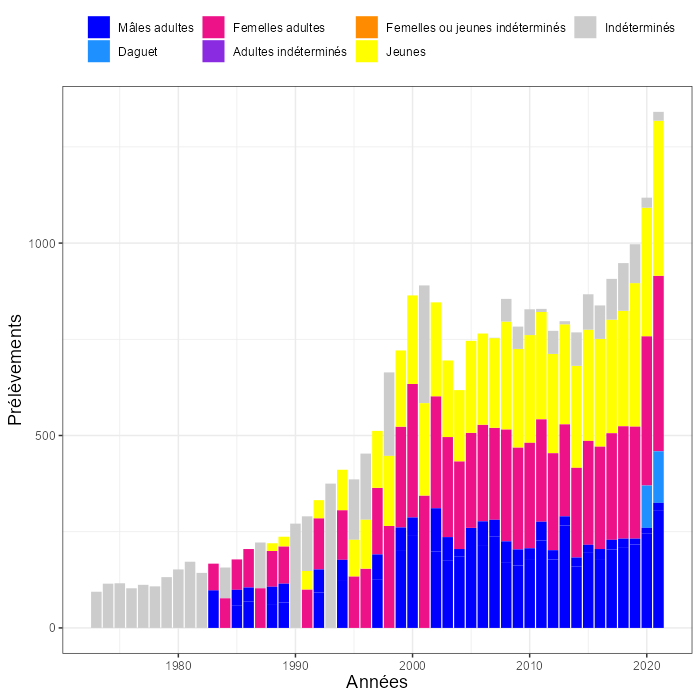 Mâles adultes Femelles adultes Femelles ou jeunes indéterminés Indéterminés
Daguet Adultes indéterminés Jeunes
Prélèvements
1000
500
0
1980 1990 2000 2010 2020
Années